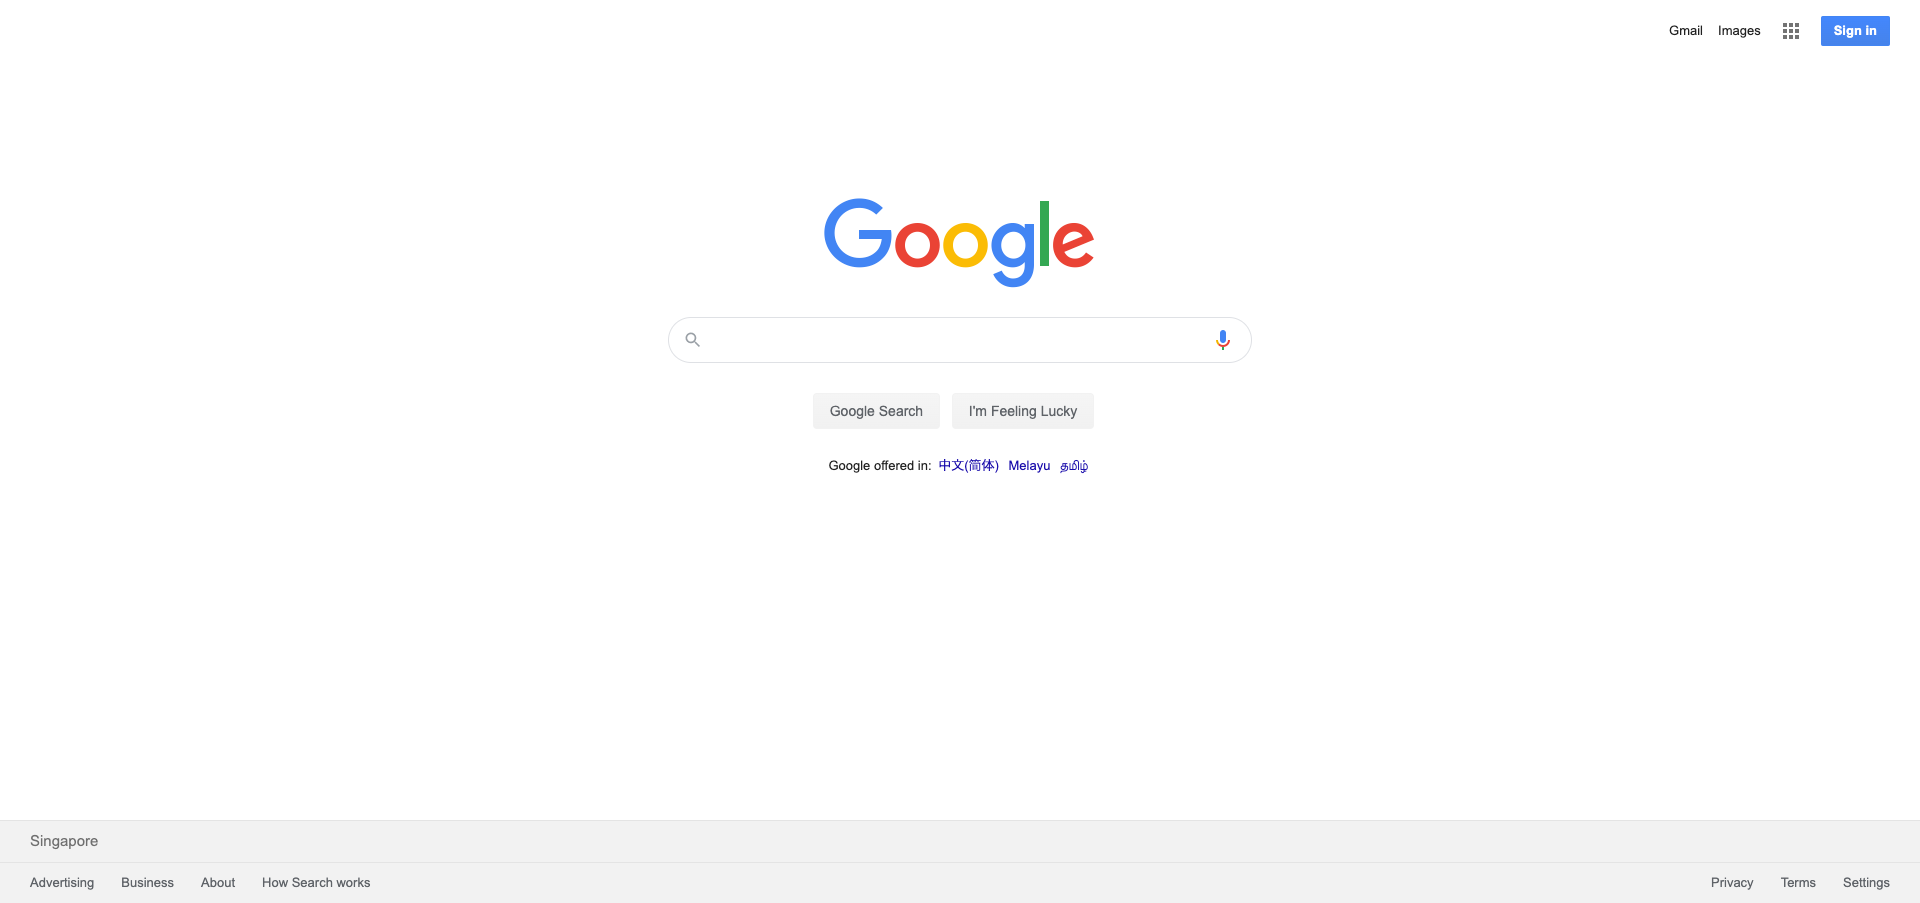 Gmail Images Sign in
Google
Google Search I'm Feeling Lucky
Google offered in: 中文(简体) Melayu தமிழ்
Singapore
Advertising Business About How Search works Privacy Terms Settings